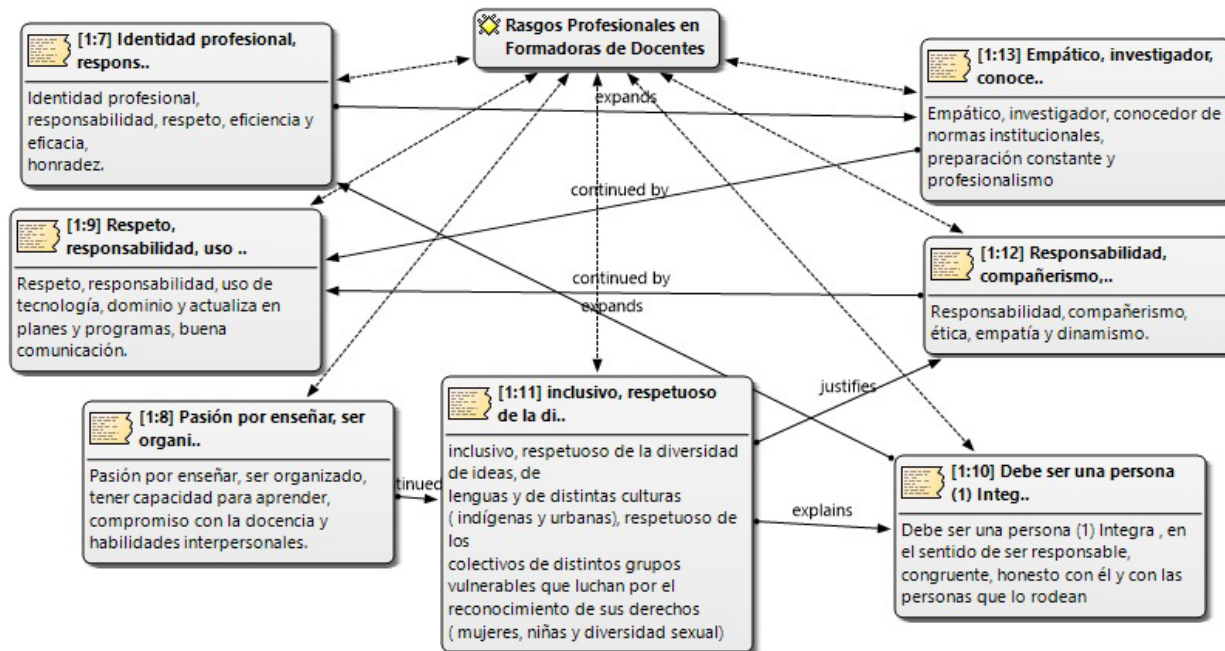 [1:7] Identidad profesional,
respons..
Identidad profesional,
responsabilidad, respeto, eficiencia y
eficacia,
honradez.
Rasgos Profesionales en
Formadoras de Docentes
[1:13] Empático, investigador,
conoce..
Empático, investigador, conocedor de
normas institucionales,
preparación constante y
profesionalismo
expands
continued by
[1:9] Respeto,
responsabilidad, uso ..
Respeto, responsabilidad, uso de
tecnología, dominio y actualiza en
planes y programas, buena
comunicación.
[1:12] Responsabilidad,
compañerismo,..
Responsabilidad, compañerismo,
ética, empatía y dinamismo.
continued by
expands
justifies
[1:8] Pasión por enseñar, ser
organi..
Pasión por enseñar, ser organizado,
tener capacidad para aprender,
compromiso con la docencia y
habilidades interpersonales.
tinued
[1:11] inclusivo, respetuoso
de la di..
inclusivo, respetuoso de la diversidad
de ideas, de
lenguas y de distintas culturas
( indígenas y urbanas), respetuoso de
los
colectivos de distintos grupos
vulnerables que luchan por el
reconocimiento de sus derechos
( mujeres, niñas y diversidad sexual)
explains
[1:10] Debe ser una persona
(1) Integ..
Debe ser una persona (1) Integra , en
el sentido de ser responsable,
congruente, honesto con él y con las
personas que lo rodean